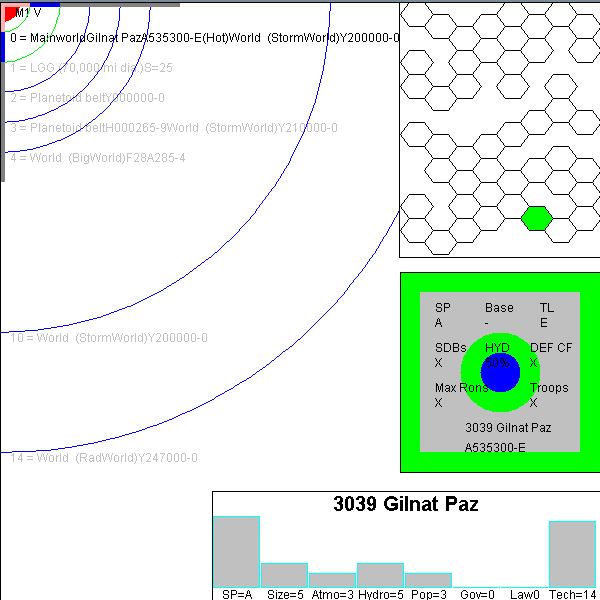 M1 V
0 = MainworldGilnat PazA535300-E(Hot)World (StormWorld)Y200000-0
1 = LGG (70,000 mi dia.)S=25
2 = Planetoid beltY000000-0
3 = Planetoid beltH000265-9World (StormWorld)Y210000-0
4 = World (BigWorld)F28A285-4
10 = World (StormWorld)Y200000-0
14 = World (RadWorld)Y247000-0
SP Base TL
A - E
SDBs HYD DEF CF
X 50% X
Max Rons Troops
X X
3039 Gilnat Paz
A535300-E
3039 Gilnat Paz
SP=A Size=5 Atmo=3 Hydro=5 Pop=3 Gov=0 Law0 Tech=14